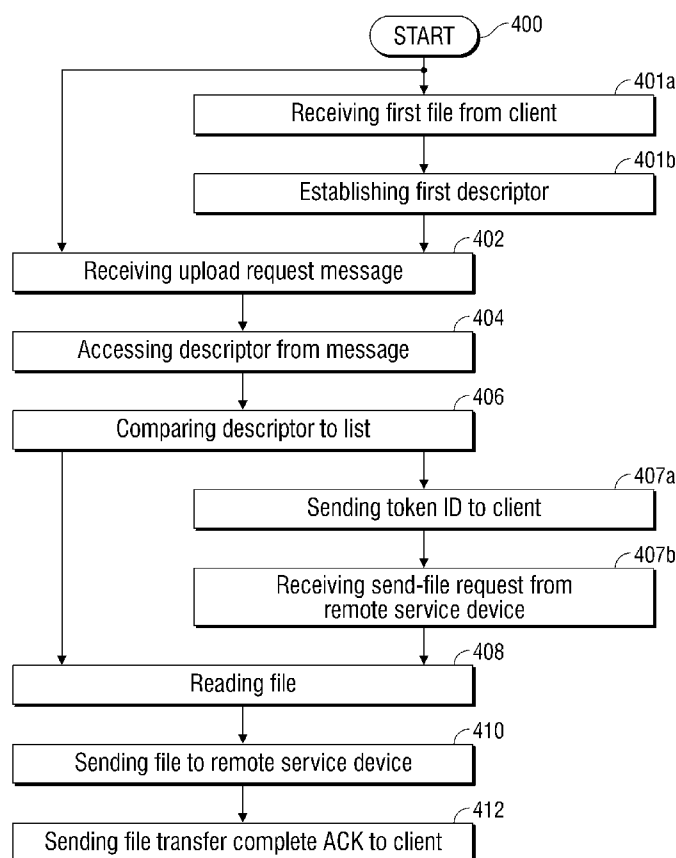 START
400
401a
Receiving first file from client
401b
Establishing first descriptor
402
Receiving upload request message
404
Accessing descriptor from message
406
Comparing descriptor to list
407a
Sending token ID to client
407b
Receiving send-file request from
remote service device
408
Reading file
410
Sending file to remote service device
412
Sending file transfer complete ACK to client